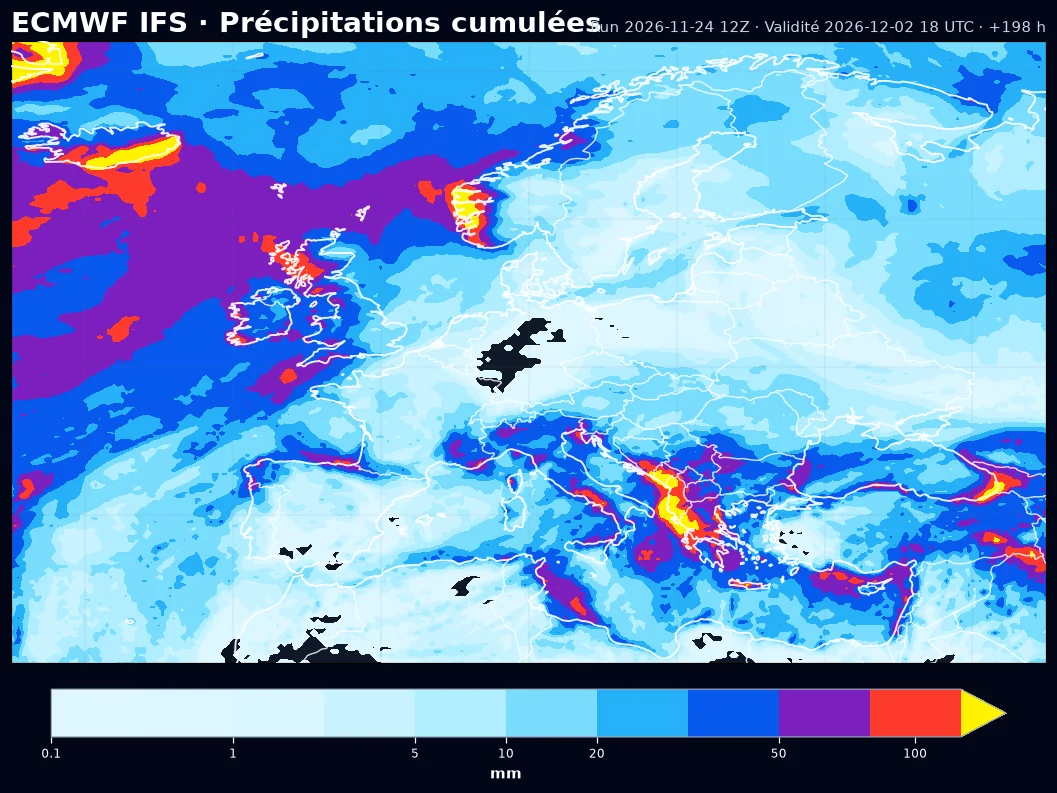 ECMWF IFS · Précipitations cumulées
Run 2026-11-24 12Z · Validité 2026-12-02 18 UTC · +198 h
0.1 1 5 10 20 50 100
mm